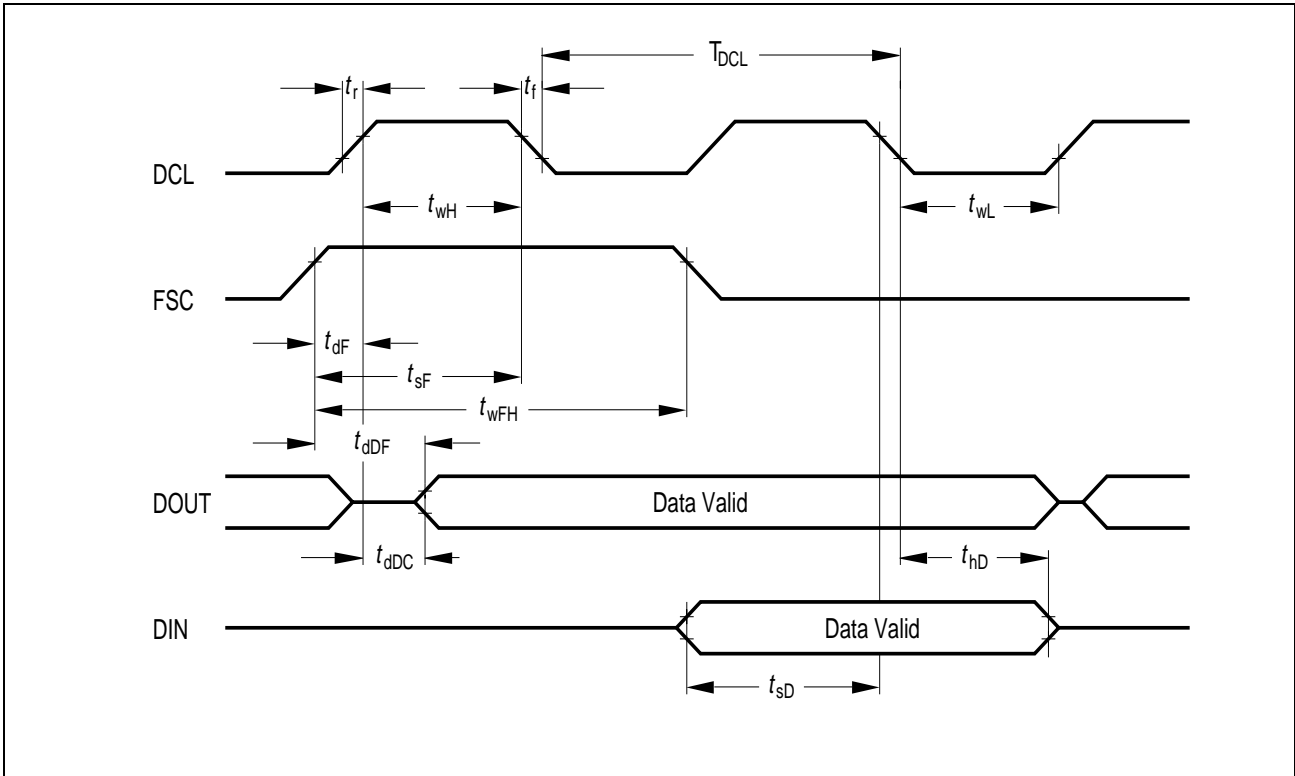 T_DCL
t_r
t_f
DCL
t_wH
t_wL
FSC
t_dF
t_sF
t_wFH
t_dDF
DOUT
Data Valid
t_dDC
t_hD
DIN
Data Valid
t_sD